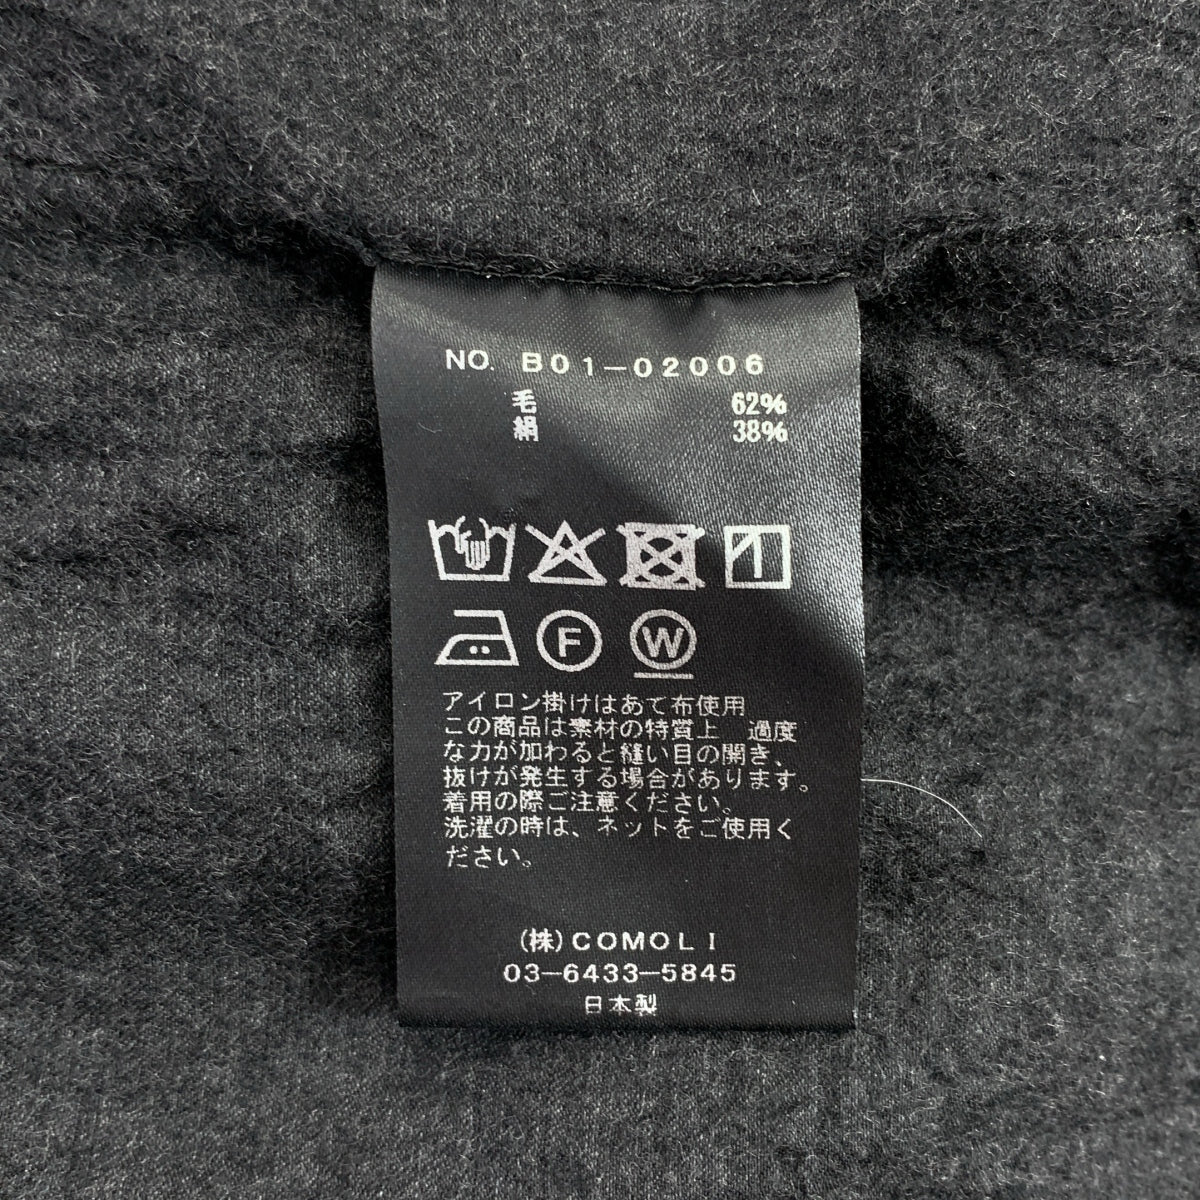 NO. B01-02006
毛 62%
絹 38%
F W
アイロン掛けはあて布使用
この商品は素材の特質上 過度
な力が加わると縫い目の開き、
抜けが発生する場合があります。
着用の際ご注意ください。
洗濯の時は、ネットをご使用く
ださい。
(株)COMOLI
03-6433-5845
日本製